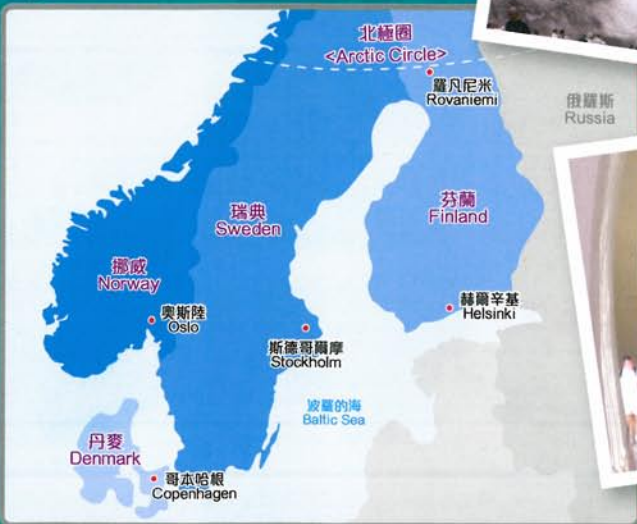 北極圈
<Arctic Circle>
羅凡尼米
Rovaniemi
俄羅斯
Russia
芬蘭
Finland
瑞典
Sweden
挪威
Norway
奧斯陸
Oslo
赫爾辛基
Helsinki
斯德哥爾摩
Stockholm
波羅的海
Baltic Sea
丹麥
Denmark
哥本哈根
Copenhagen